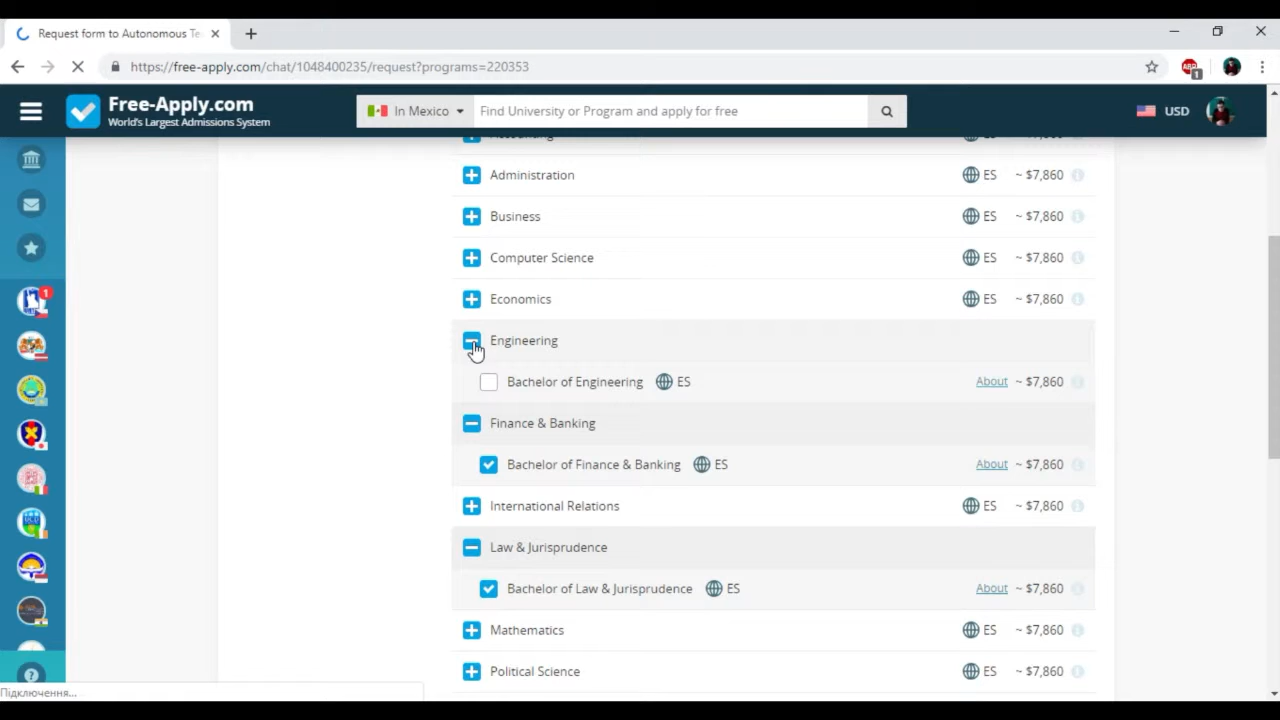 Request form to Autonomous Te
https://free-apply.com/chat/1048400235/request?programs=220353
ABP
1
Free-Apply.com
World's Largest Admissions System
In Mexico
Find University or Program and apply for free
USD
Accounting
Administration ES ~ $7,860
Business ES ~ $7,860
Computer Science ES ~ $7,860
Economics ES ~ $7,860
Engineering
Bachelor of Engineering ES About ~ $7,860
Finance & Banking
Bachelor of Finance & Banking ES About ~ $7,860
International Relations ES ~ $7,860
Law & Jurisprudence
Bachelor of Law & Jurisprudence ES About ~ $7,860
Mathematics ES ~ $7,860
Political Science ES ~ $7,860
1
?
Підключення...